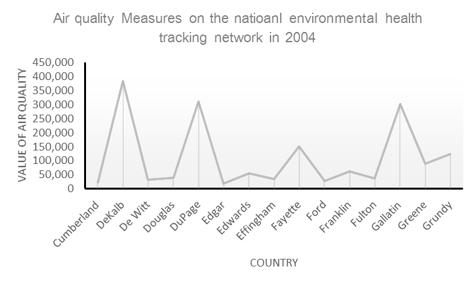 Air quality Measures on the natioanl environmental health
tracking network in 2004
VALUE OF AIR QUALITY
450,000
400,000
350,000
300,000
250,000
200,000
150,000
100,000
50,000
0
Cumberland
DeKalb
De Witt
Douglas
DuPage
Edgar
Edwards
Effingham
Fayette
Ford
Franklin
Fulton
Gallatin
Greene
Grundy
COUNTRY